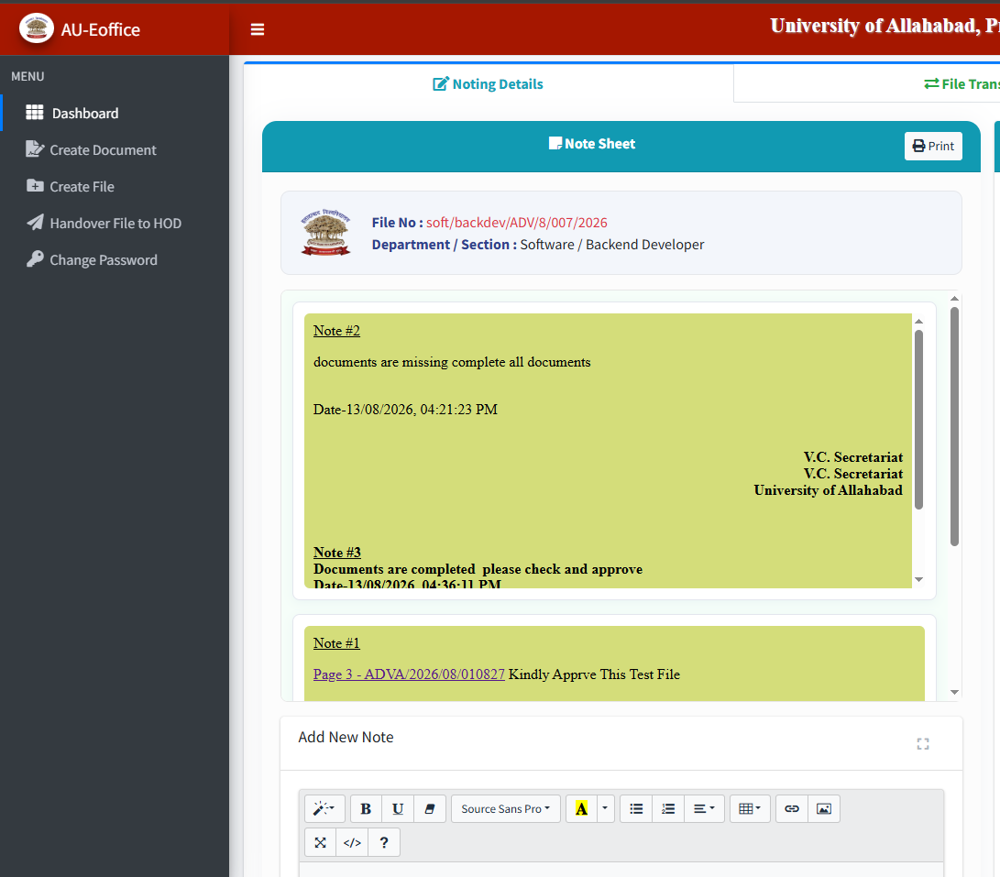 AU-Eoffice
University of Allahabad,
MENU
Dashboard
Create Document
Create File
Handover File to HOD
Change Password
Noting Details
File
Note Sheet
Print
File No : soft/backdev/ADV/8/007/2026
Department / Section : Software / Backend Developer
Note #2
documents are missing complete all documents
Date-13/08/2026, 04:21:23 PM
V.C. Secretariat
V.C. Secretariat
University of Allahabad
Note #3
Documents are completed  please check and approve
Date-13/08/2026, 04:36:11 PM
Note #1
Page 3 - ADVA/2026/08/010827 Kindly Apprve This Test File
Add New Note
B
U
Source Sans Pro
A
</>
?